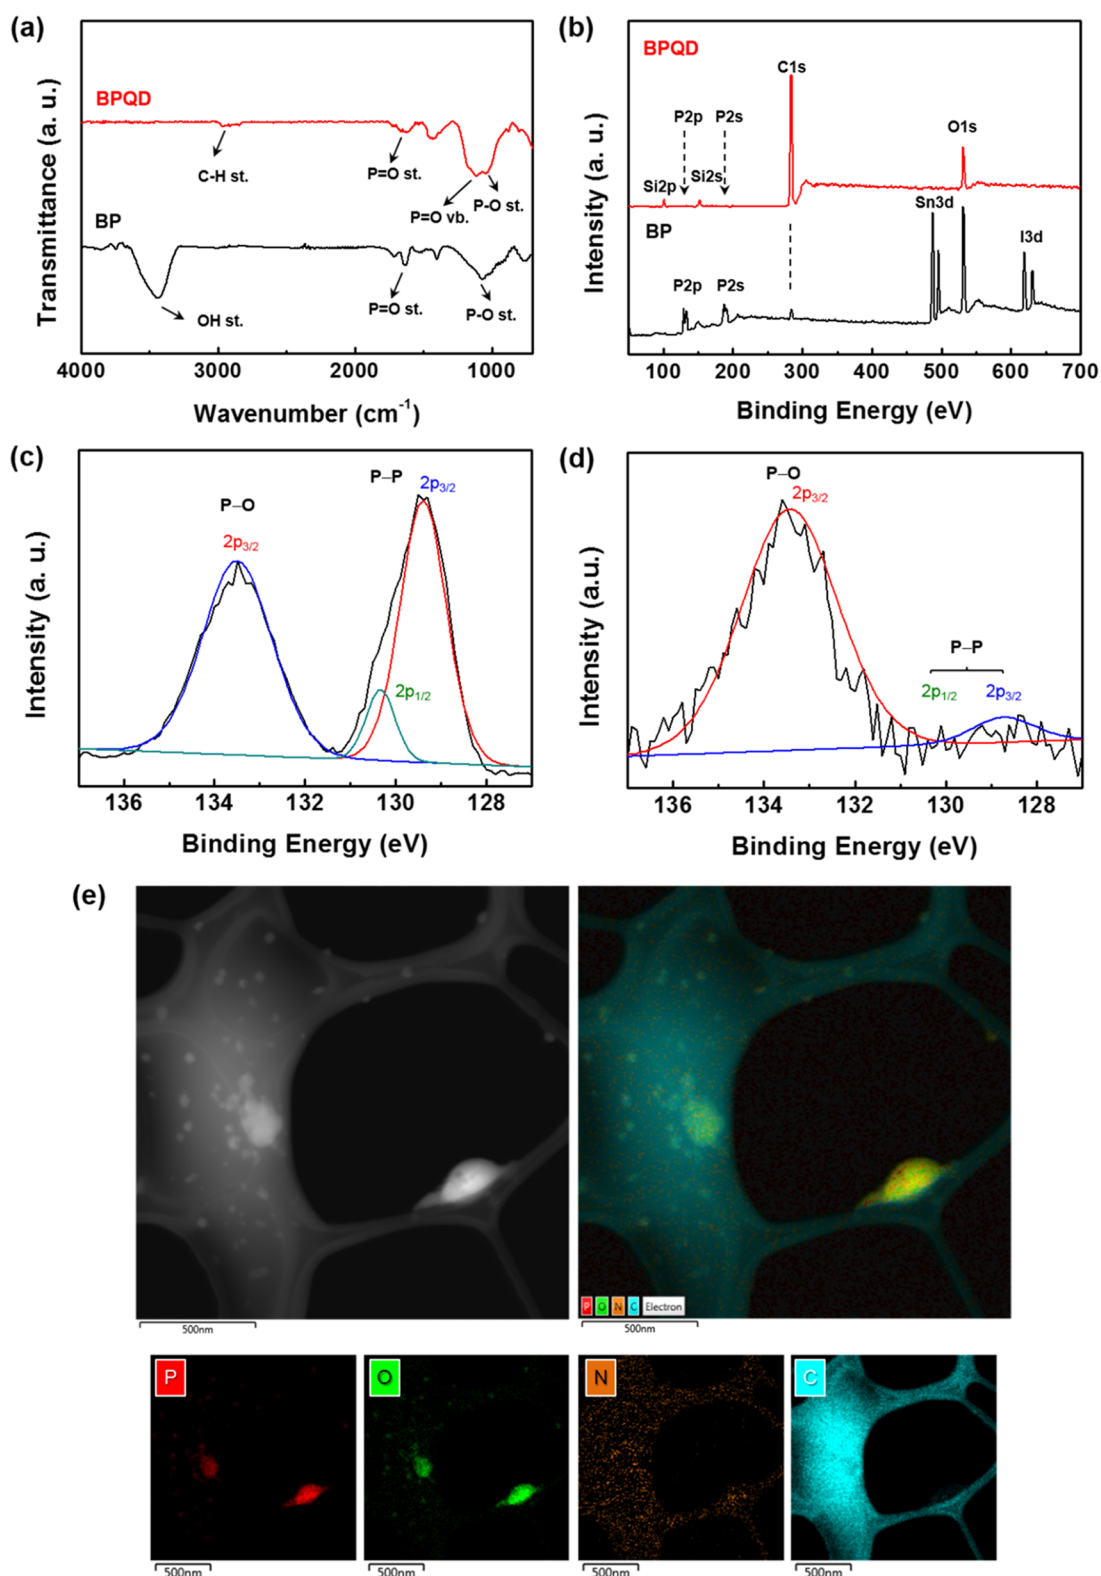 (a)
Transmittance (a. u.)
BPQD
C-H st.
P=O st.
P=O vb.
P-O st.
BP
OH st.
P=O st.
P-O st.
4000 3000 2000 1000
Wavenumber (cm⁻¹)
(b)
Intensity (a. u.)
BPQD
C1s
P2p P2s
O1s
Si2p Si2s
Sn3d
BP
I3d
P2p P2s
100 200 300 400 500 600 700
Binding Energy (eV)
(c)
Intensity (a. u.)
P–O
2p3/2
P–P
2p3/2
2p1/2
136 134 132 130 128
Binding Energy (eV)
(d)
Intensity (a.u.)
P–O
2p3/2
P–P
2p1/2 2p3/2
136 134 132 130 128
Binding Energy (eV)
(e)
500nm
P O N C Electron
500nm
P
500nm
O
500nm
N
500nm
C
500nm